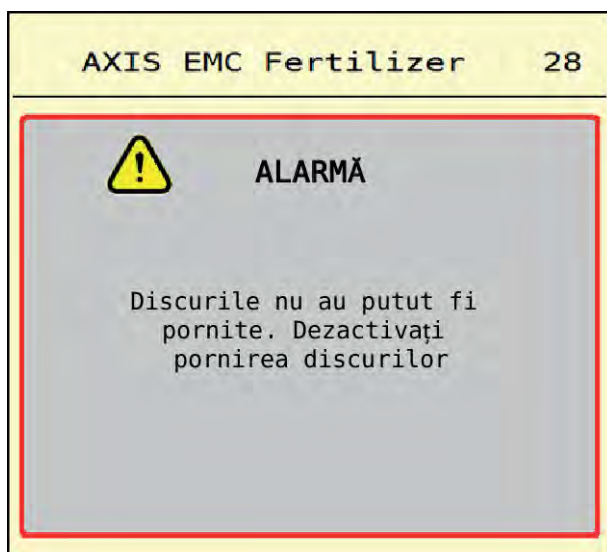 AXIS EMC Fertilizer 28
ALARMĂ
Discurile nu au putut fi
pornite. Dezactivați
pornirea discurilor